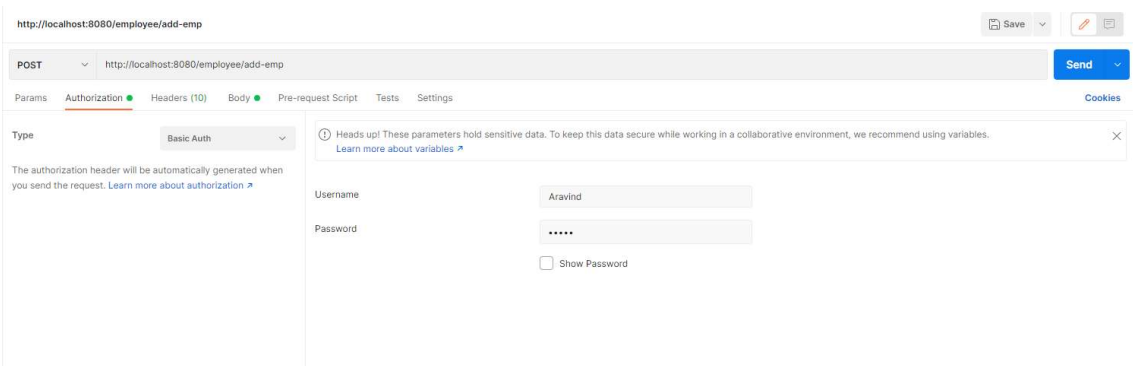 http://localhost:8080/employee/add-emp
Save
POST http://localhost:8080/employee/add-emp Send
Params Authorization Headers (10) Body Pre-request Script Tests Settings Cookies
Type Basic Auth
The authorization header will be automatically generated when
you send the request. Learn more about authorization ↗
Heads up! These parameters hold sensitive data. To keep this data secure while working in a collaborative environment, we recommend using variables.
Learn more about variables ↗
Username Aravind
Password •••••
Show Password